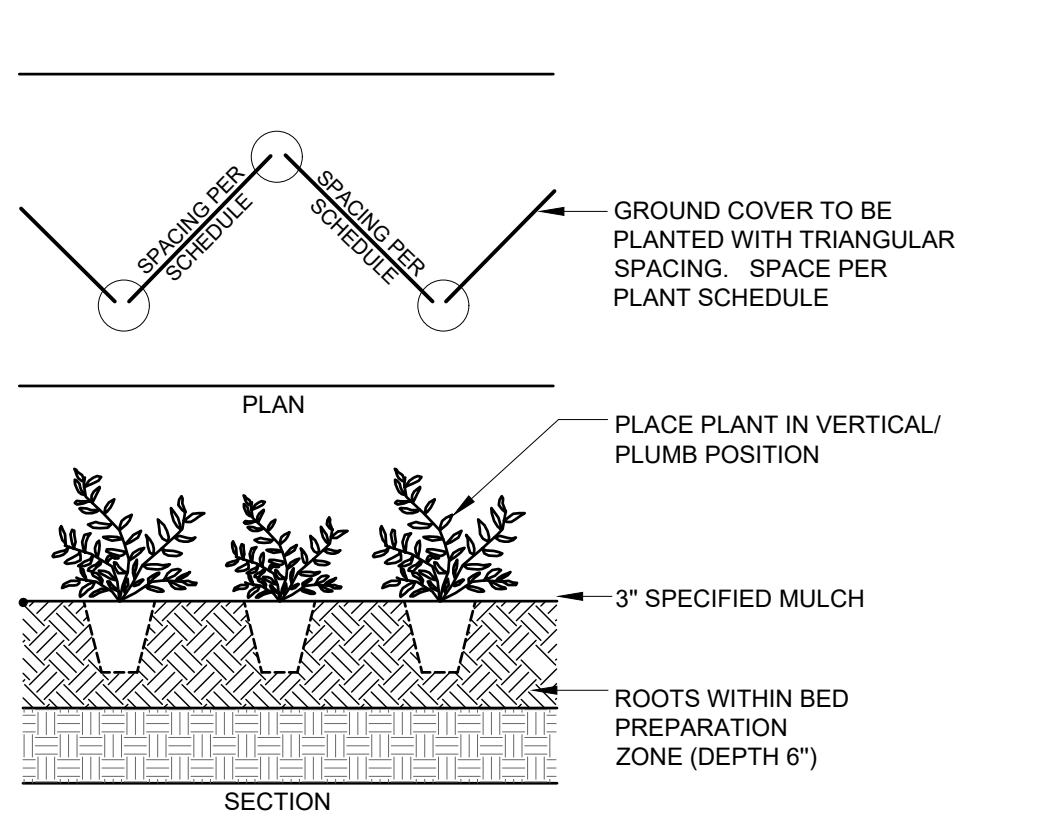 SPACING PER
SCHEDULE
SPACING PER
SCHEDULE
GROUND COVER TO BE
PLANTED WITH TRIANGULAR
SPACING.   SPACE PER
PLANT SCHEDULE
PLAN
PLACE PLANT IN VERTICAL/
PLUMB POSITION
3" SPECIFIED MULCH
ROOTS WITHIN BED
PREPARATION
ZONE (DEPTH 6")
SECTION